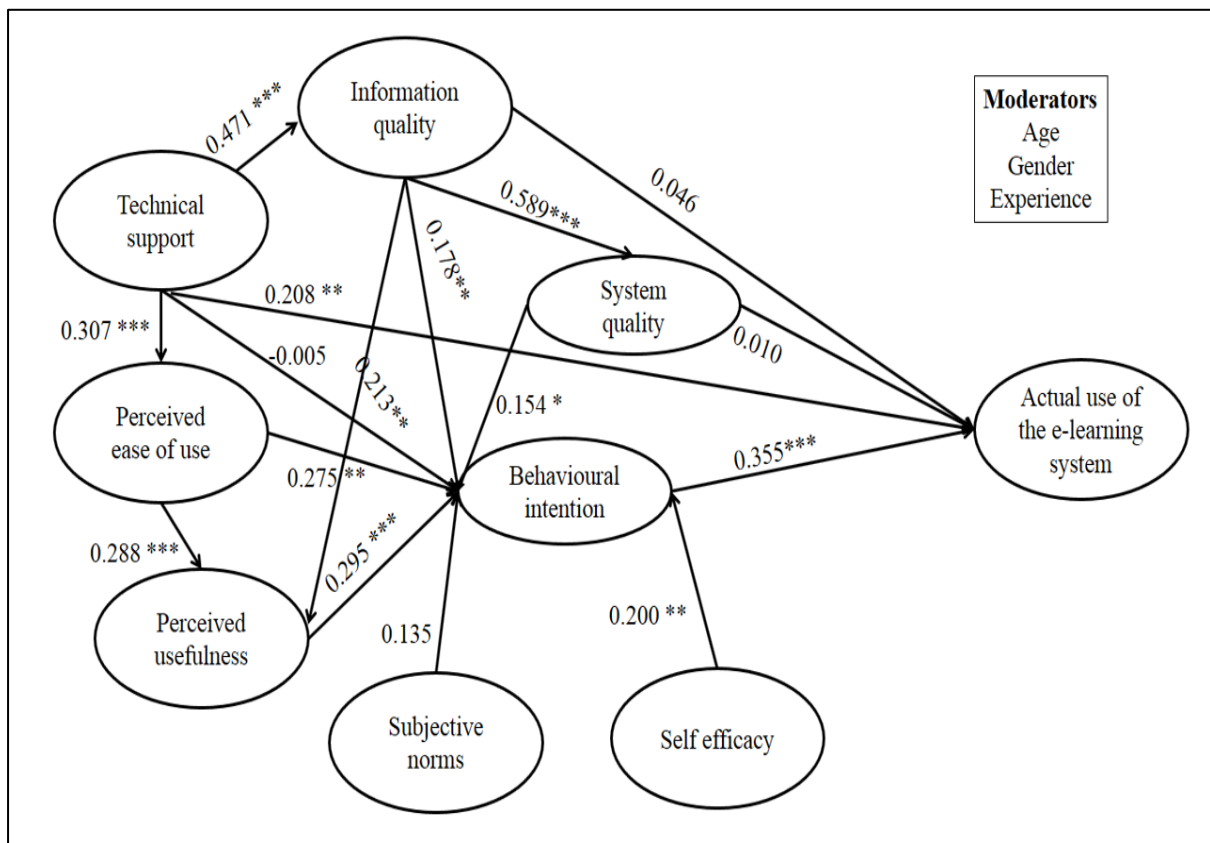 Information
quality
Moderators
Age
Gender
Experience
0.471 ***
Technical
support
0.046
0.589***
0.178**
0.208 **
System
quality
0.307 ***
-0.005
0.010
0.213**
0.154 *
Perceived
ease of use
Actual use of
the e-learning
system
0.355***
0.275 **
Behavioural
intention
0.288 ***
0.295 ***
Perceived
usefulness
0.135
0.200 **
Subjective
norms
Self efficacy